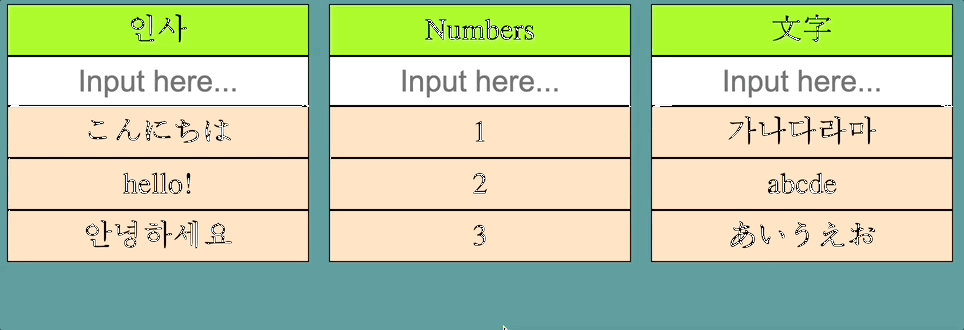 인사
Input here...
こんにちは
hello!
안녕하세요
Numbers
Input here...
1
2
3
文字
Input here...
가나다라마
abcde
あいうえお